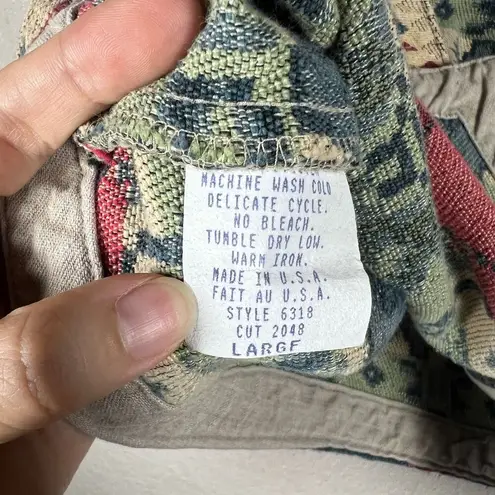 MACHINE WASH COLD
DELICATE CYCLE.
NO BLEACH.
TUMBLE DRY LOW.
WARM IRON.
MADE IN U.S.A.
FAIT AU U.S.A.
STYLE 6318
CUT 2048
LARGE